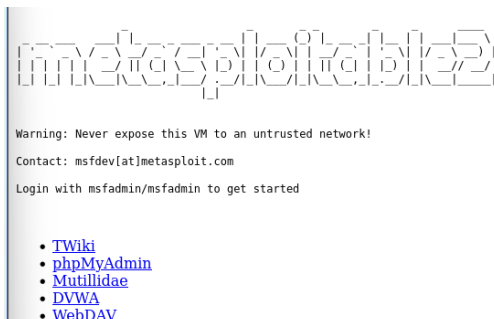 metasploitable2
Warning: Never expose this VM to an untrusted network!
Contact: msfdev[at]metasploit.com
Login with msfadmin/msfadmin to get started
TWiki
phpMyAdmin
Mutillidae
DVWA
WebDAV